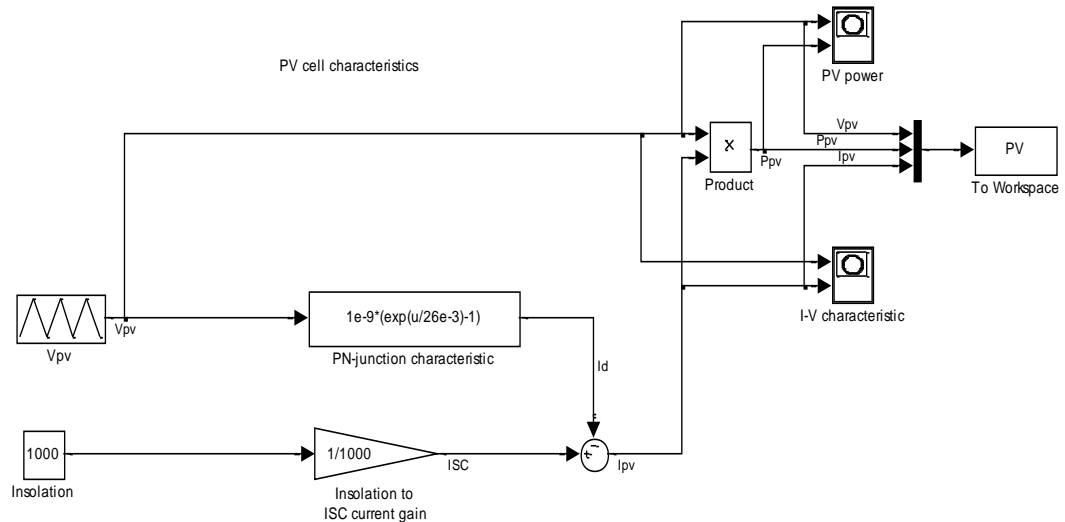 PV cell characteristics
PV power
Vpv
Ppv
Ipv
PV
To Workspace
x
Ppv
Product
I-V characteristic
Vpv
Vpv
1e-9*(exp(u/26e-3)-1)
PN-junction characteristic
Id
1000
Insolation
1/1000
ISC
Insolation to
ISC current gain
+ -
Ipv